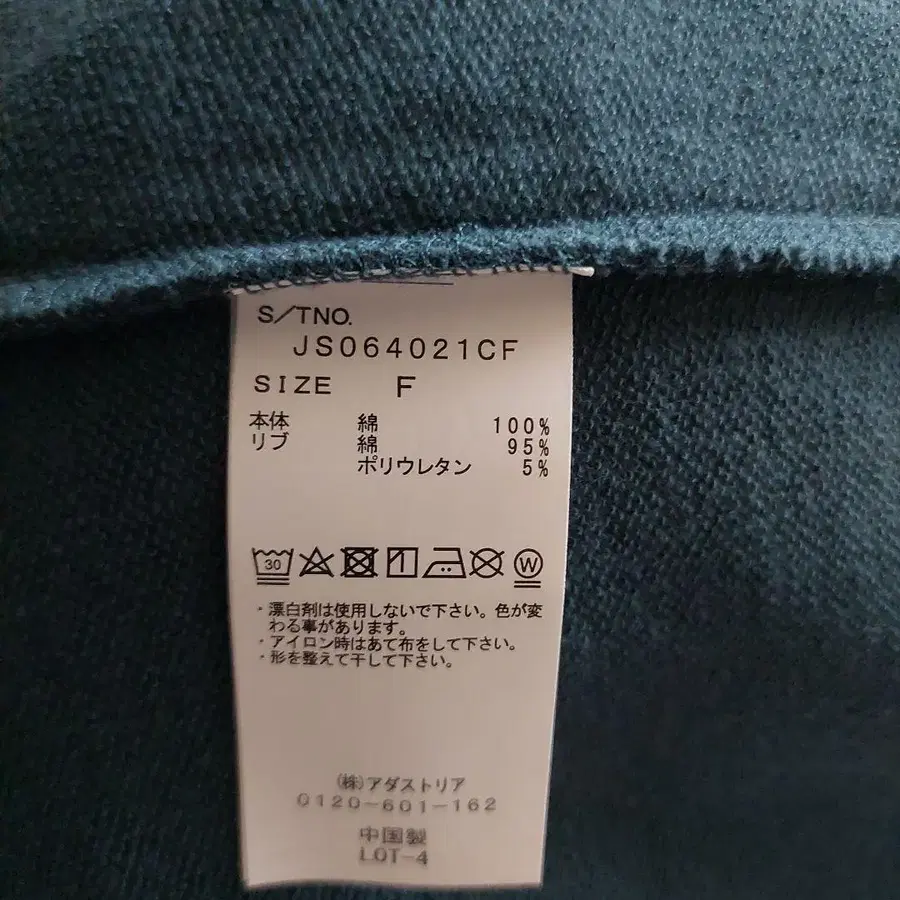 S/TNO.
JS064021CF
SIZE F
本体 綿 100%
リブ 綿 95%
ポリウレタン 5%
30 W
・漂白剤は使用しないで下さい。色が変
わる事があります。
・アイロン時はあて布をして下さい。
・形を整えて干して下さい。
(株)アダストリア
0120-601-162
中国製
LOT-4